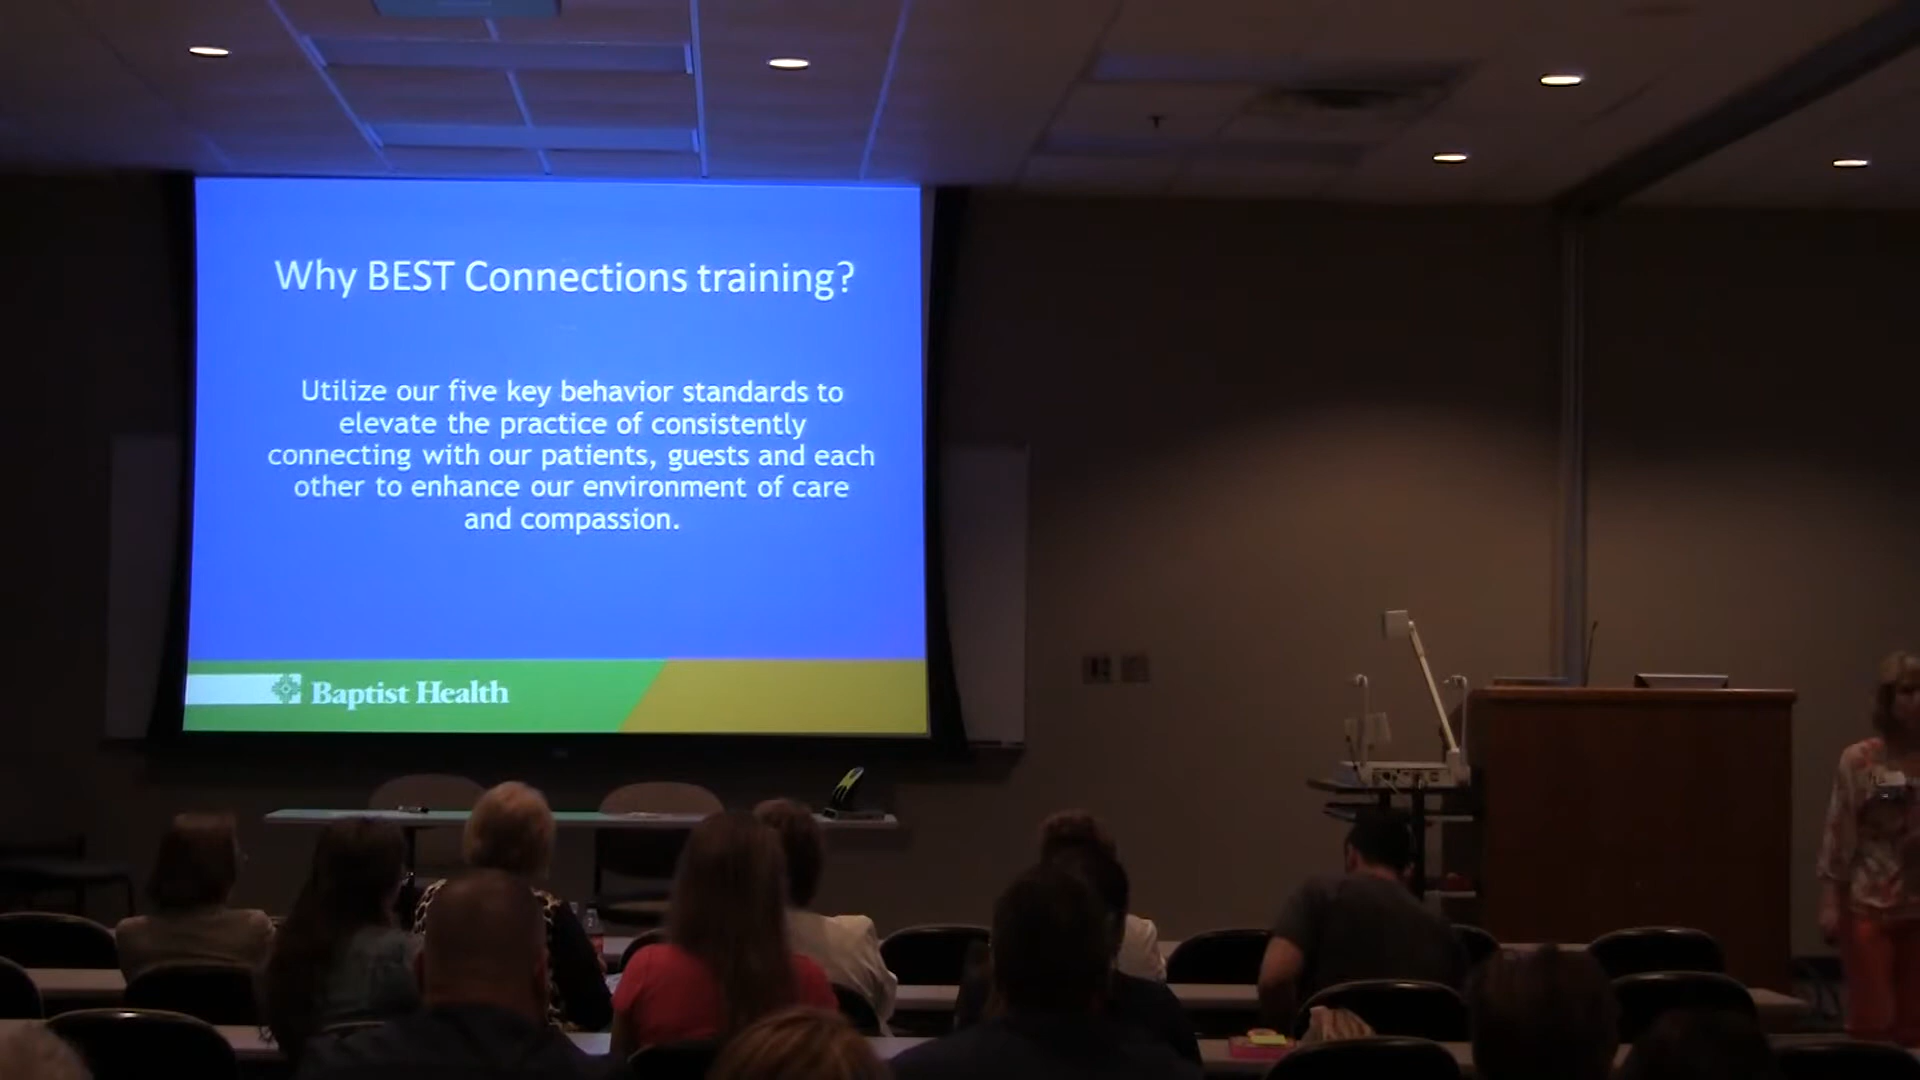 Why BEST Connections training?
Utilize our five key behavior standards to
elevate the practice of consistently
connecting with our patients, guests and each
other to enhance our environment of care
and compassion.
Baptist Health